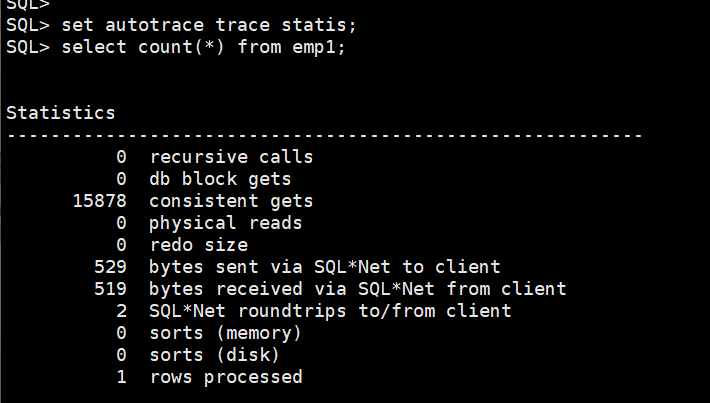 SQL>
SQL> set autotrace trace statis;
SQL> select count(*) from emp1;
Statistics
----------------------------------------------------------
0 recursive calls
0 db block gets
15878 consistent gets
0 physical reads
0 redo size
529 bytes sent via SQL*Net to client
519 bytes received via SQL*Net from client
2 SQL*Net roundtrips to/from client
0 sorts (memory)
0 sorts (disk)
1 rows processed